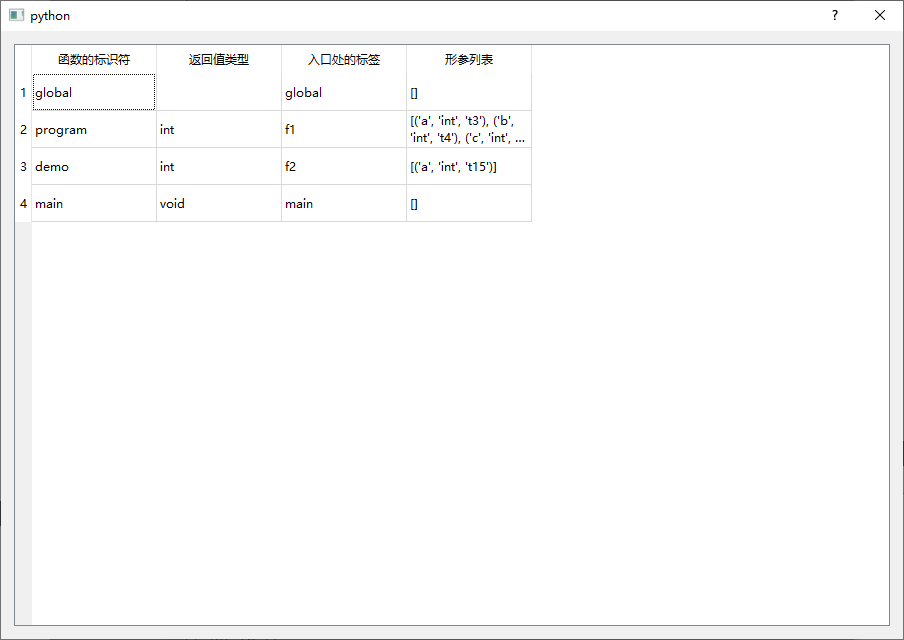 python
函数的标识符 返回值类型 入口处的标签 形参列表
1 global global []
2 program int f1 [('a', 'int', 't3'), ('b',
'int', 't4'), ('c', 'int', ...
3 demo int f2 [('a', 'int', 't15')]
4 main void main []